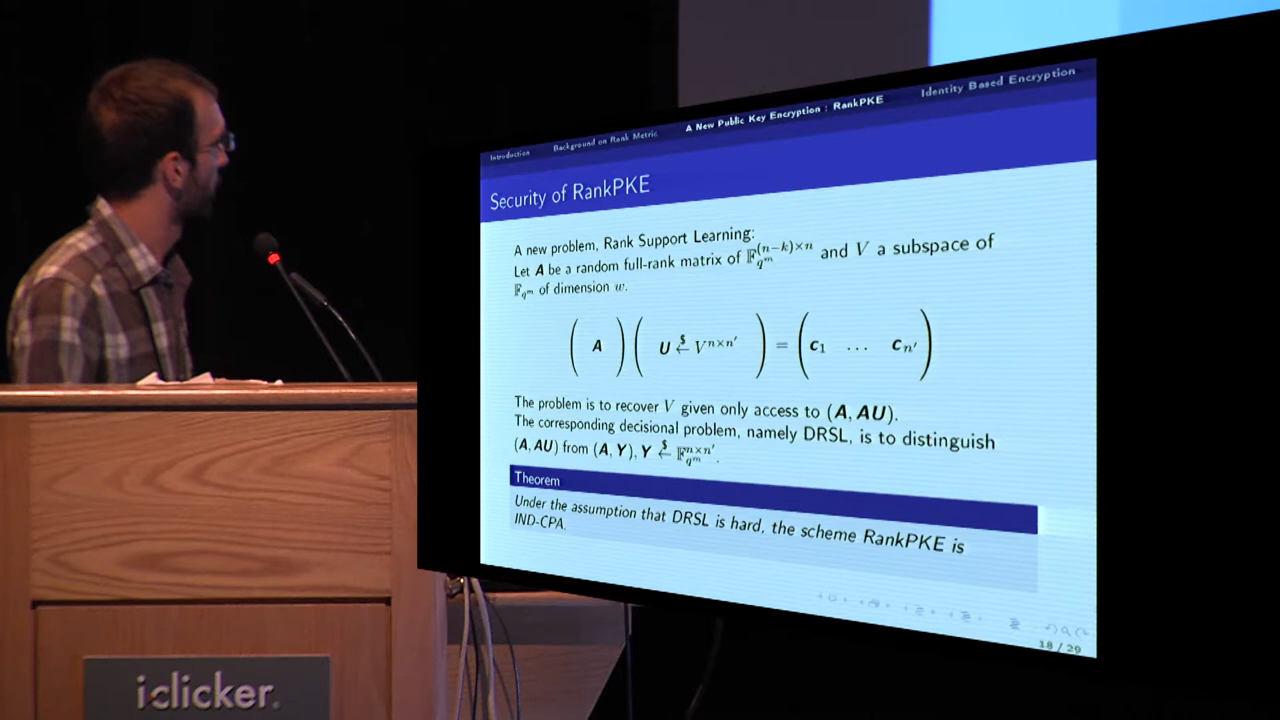 Introduction
Background on Rank Metric
A New Public Key Encryption : RankPKE
Identity Based Encryption
Security of RankPKE
A new problem, Rank Support Learning:
Let A be a random full-rank matrix of 𝔽_{q^m}^{(n−k)×n} and V a subspace of
𝔽_{q^m} of dimension w.
( A ) ( U ←$ V^{n×n′} ) = ( c₁ ... c_{n′} )
The problem is to recover V given only access to (A, AU).
The corresponding decisional problem, namely DRSL, is to distinguish
(A, AU) from (A, Y), Y ←$ 𝔽_{q^m}^{n×n′}.
Theorem
Under the assumption that DRSL is hard, the scheme RankPKE is
IND-CPA.
18 / 29
iclicker.